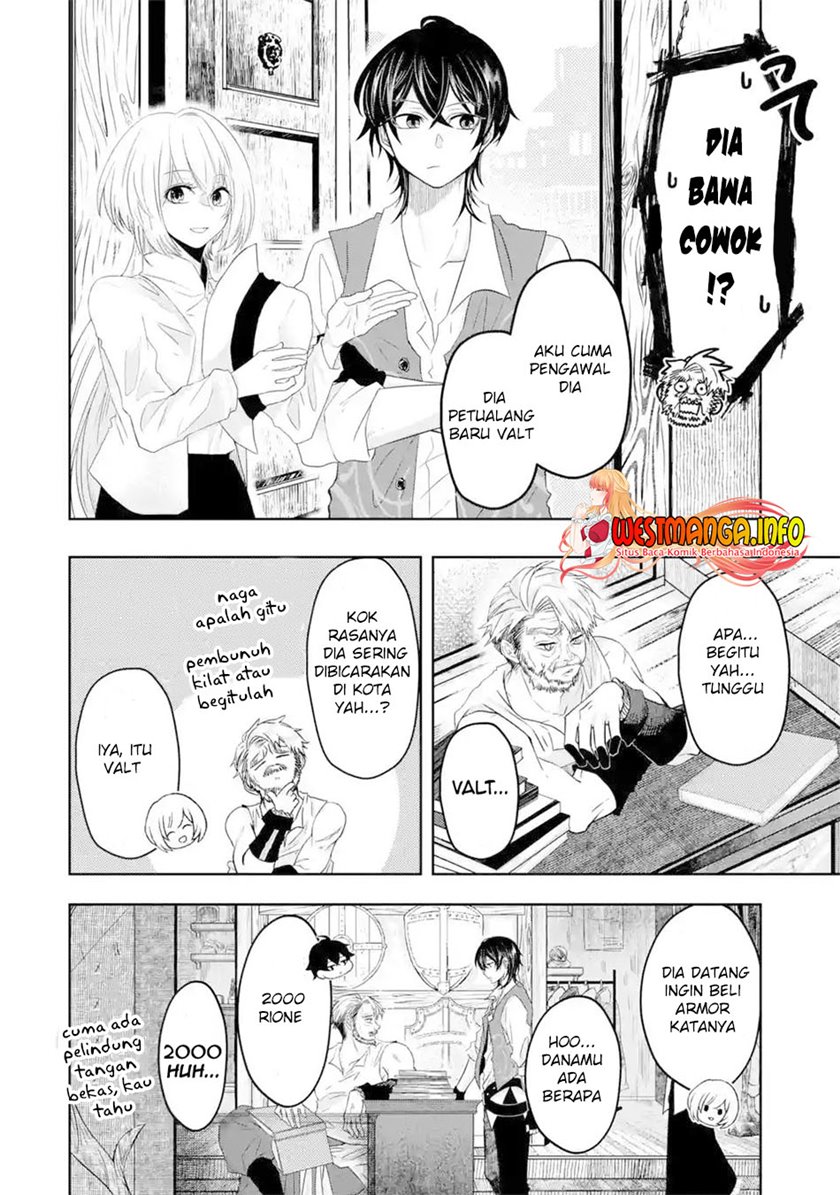 って
DIA
BAWA
COWOK
!?
AKU CUMA
PENGAWAL
DIA
DIA
PETUALANG
BARU VALT
WESTMANGA.INFO
Situs Baca Komik Berbahasa Indonesia
APA...
BEGITU
YAH...
TUNGGU
VALT...
KOK
RASANYA
DIA SERING
DIBICARAKAN
DI KOTA
YAH...?
naga
apalah gitu
pembunuh
kilat atau
begitulah
IYA, ITU
VALT
DIA DATANG
INGIN BELI
ARMOR
KATANYA
HOO...
DANAMU
ADA
BERAPA
2000
RIONE
2000
HUH...
cuma ada
pelindung
tangan
bekas, kau
tahu